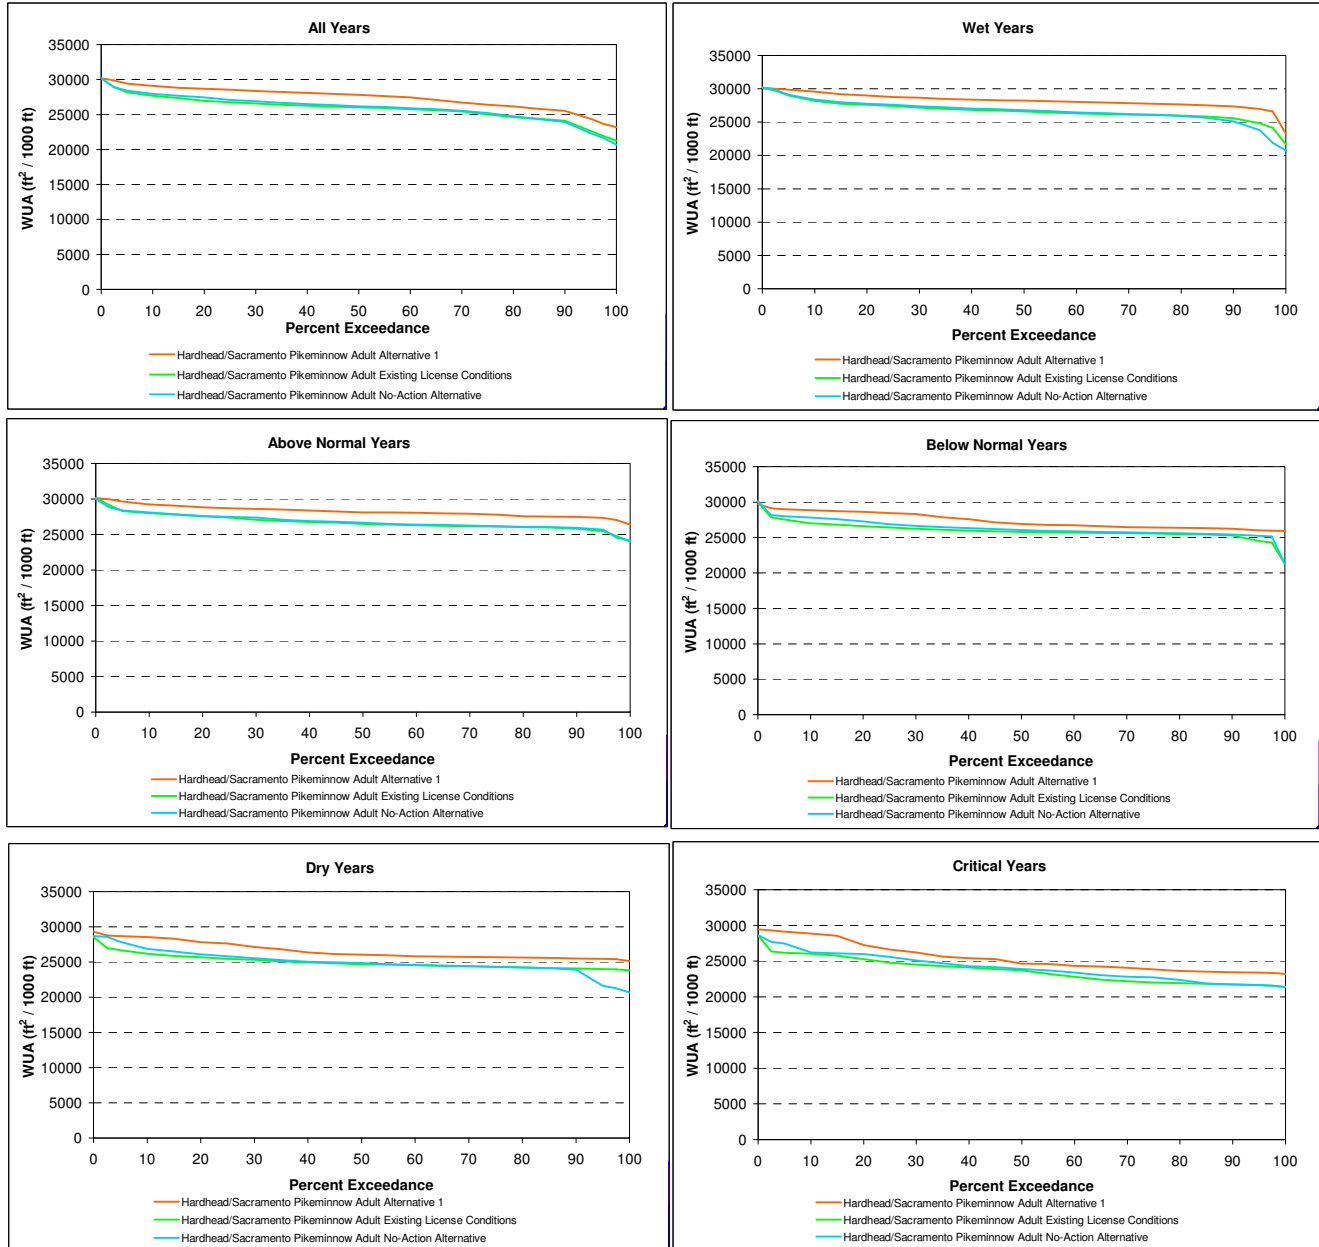 All Years
WUA (ft² / 1000 ft)
35000
30000
25000
20000
15000
10000
5000
0
0 10 20 30 40 50 60 70 80 90 100
Percent Exceedance
Hardhead/Sacramento Pikeminnow Adult Alternative 1
Hardhead/Sacramento Pikeminnow Adult Existing License Conditions
Hardhead/Sacramento Pikeminnow Adult No-Action Alternative
Wet Years
WUA (ft² / 1000 ft)
35000
30000
25000
20000
15000
10000
5000
0
0 10 20 30 40 50 60 70 80 90 100
Percent Exceedance
Hardhead/Sacramento Pikeminnow Adult Alternative 1
Hardhead/Sacramento Pikeminnow Adult Existing License Conditions
Hardhead/Sacramento Pikeminnow Adult No-Action Alternative
Above Normal Years
WUA (ft² / 1000 ft)
35000
30000
25000
20000
15000
10000
5000
0
0 10 20 30 40 50 60 70 80 90 100
Percent Exceedance
Hardhead/Sacramento Pikeminnow Adult Alternative 1
Hardhead/Sacramento Pikeminnow Adult Existing License Conditions
Hardhead/Sacramento Pikeminnow Adult No-Action Alternative
Below Normal Years
WUA (ft² / 1000 ft)
35000
30000
25000
20000
15000
10000
5000
0
0 10 20 30 40 50 60 70 80 90 100
Percent Exceedance
Hardhead/Sacramento Pikeminnow Adult Alternative 1
Hardhead/Sacramento Pikeminnow Adult Existing License Conditions
Hardhead/Sacramento Pikeminnow Adult No-Action Alternative
Dry Years
WUA (ft² / 1000 ft)
35000
30000
25000
20000
15000
10000
5000
0
0 10 20 30 40 50 60 70 80 90 100
Percent Exceedance
Hardhead/Sacramento Pikeminnow Adult Alternative 1
Hardhead/Sacramento Pikeminnow Adult Existing License Conditions
Hardhead/Sacramento Pikeminnow Adult No-Action Alternative
Critical Years
WUA (ft² / 1000 ft)
35000
30000
25000
20000
15000
10000
5000
0
0 10 20 30 40 50 60 70 80 90 100
Percent Exceedance
Hardhead/Sacramento Pikeminnow Adult Alternative 1
Hardhead/Sacramento Pikeminnow Adult Existing License Conditions
Hardhead/Sacramento Pikeminnow Adult No-Action Alternative